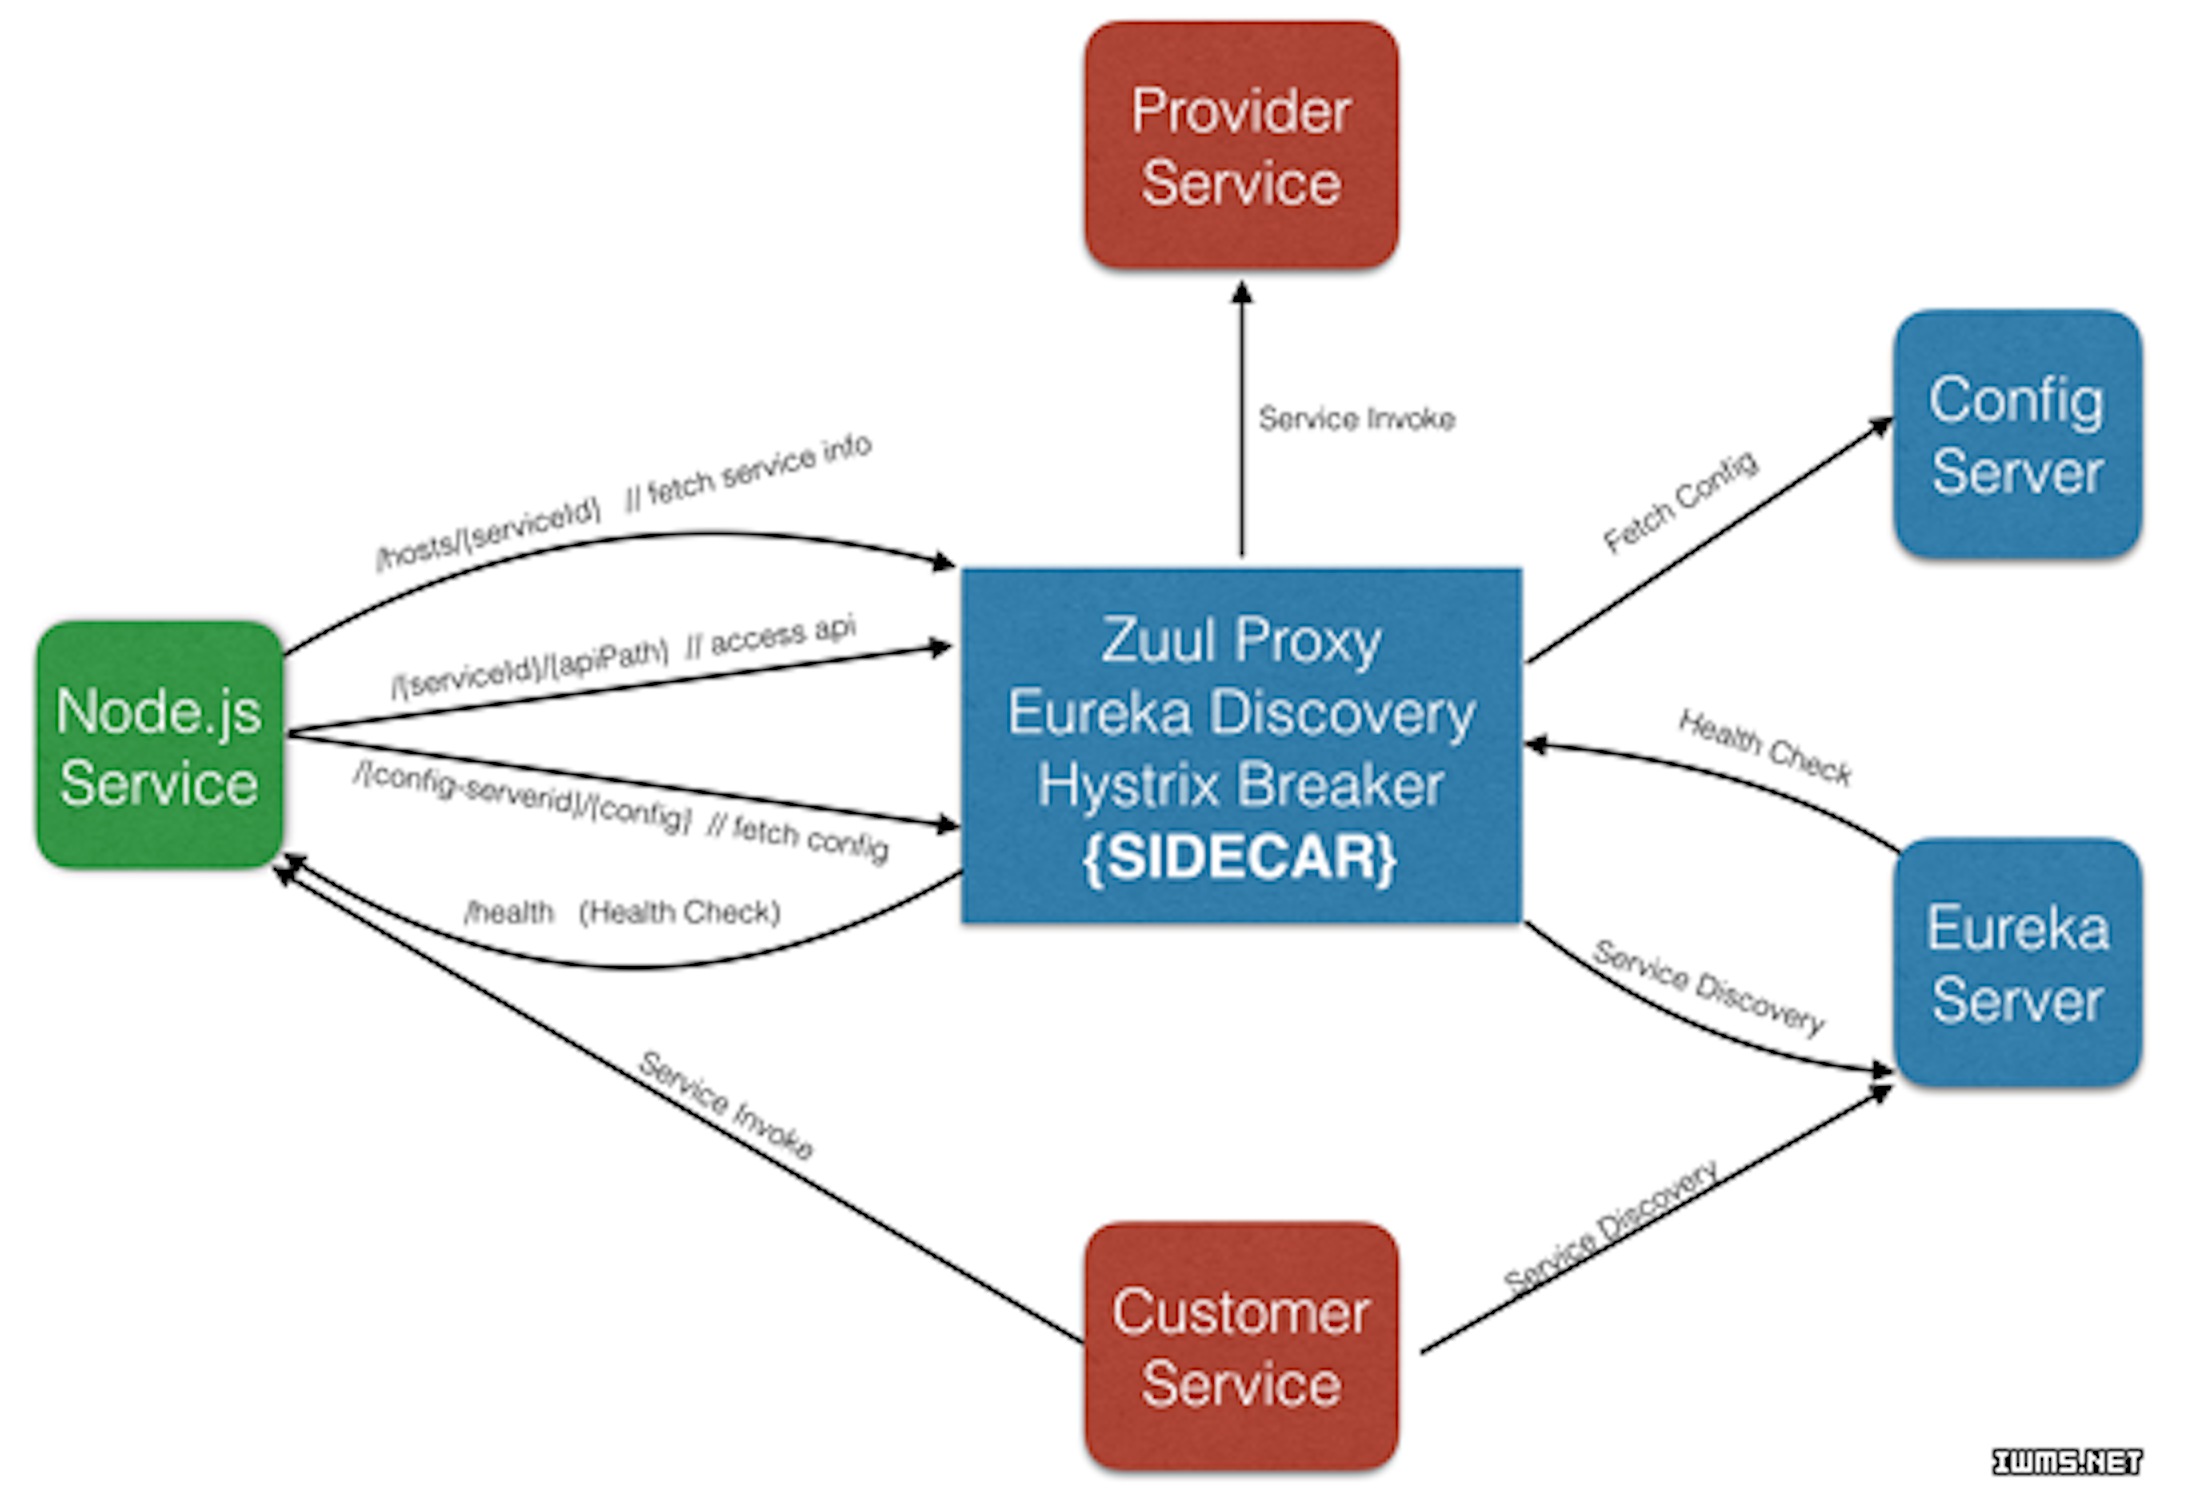 Provider
Service
Service Invoke
Config
Server
Fetch Config
/hosts/{serviceId} // fetch service info
/{serviceId}/{apiPath} // access api
/{config-serverid}/{config} // fetch config
/health (Health Check)
Node.js
Service
Zuul Proxy
Eureka Discovery
Hystrix Breaker
{SIDECAR}
Health Check
Eureka
Server
Service Discovery
Service Invoke
Service Discovery
Customer
Service
IWMS.NET